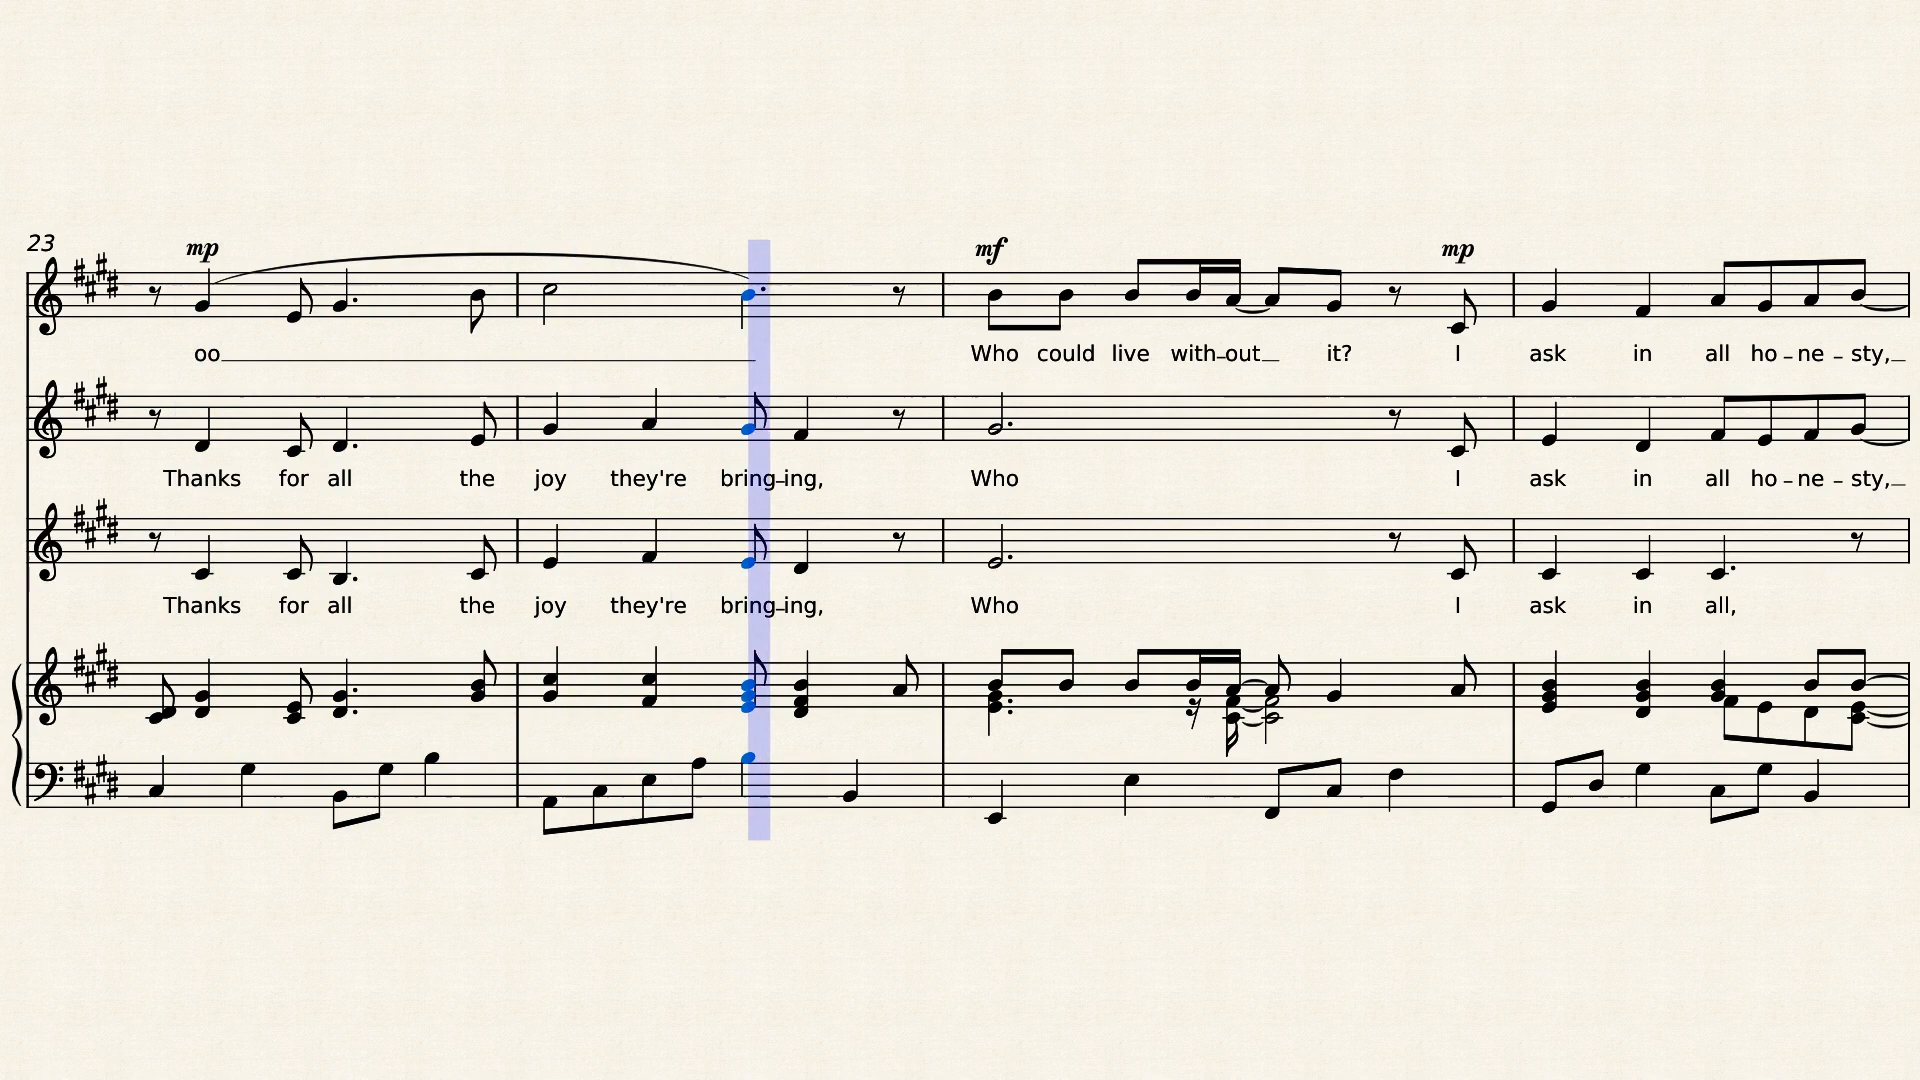 23
mp mf mp
oo Who could live with-out it? I ask in all ho-ne-sty,
Thanks for all the joy they're bring-ing, Who I ask in all ho-ne-sty,
Thanks for all the joy they're bring-ing, Who I ask in all,